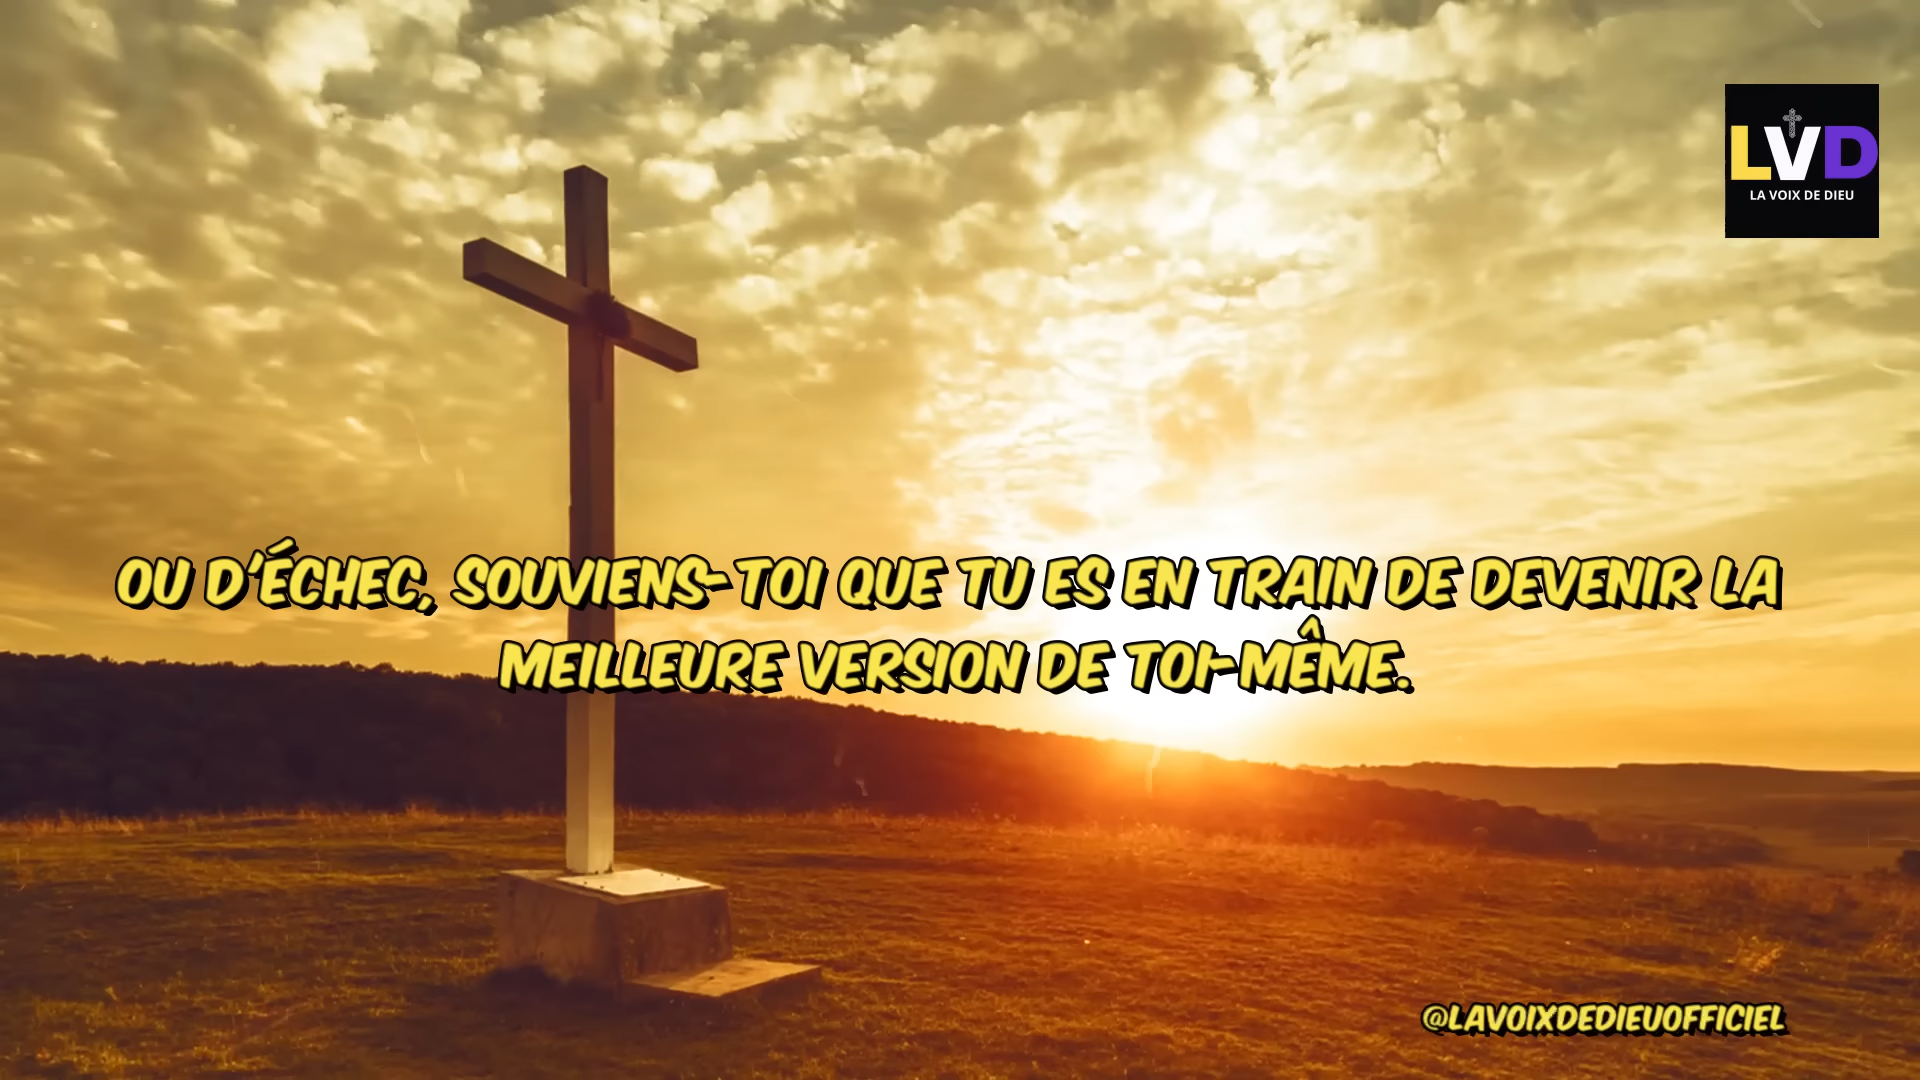 LVD
LA VOIX DE DIEU
OU D'ÉCHEC, SOUVIENS-TOI QUE TU ES EN TRAIN DE DEVENIR LA
MEILLEURE VERSION DE TOI-MÊME.
@LAVOIXDEDIEUOFFICIEL